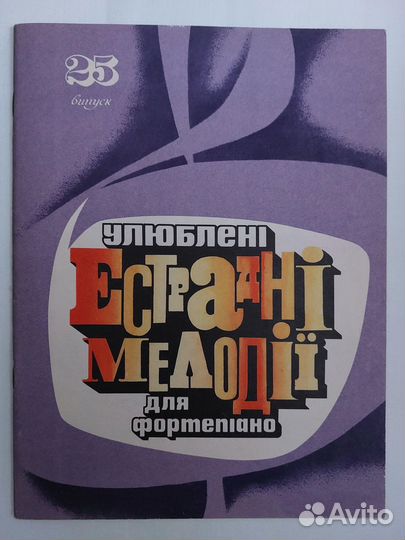 25
випуск
УЛЮБЛЕНІ
ЕСТРАДНІ
МЕЛОДІЇ
для
фортепіано
Avito